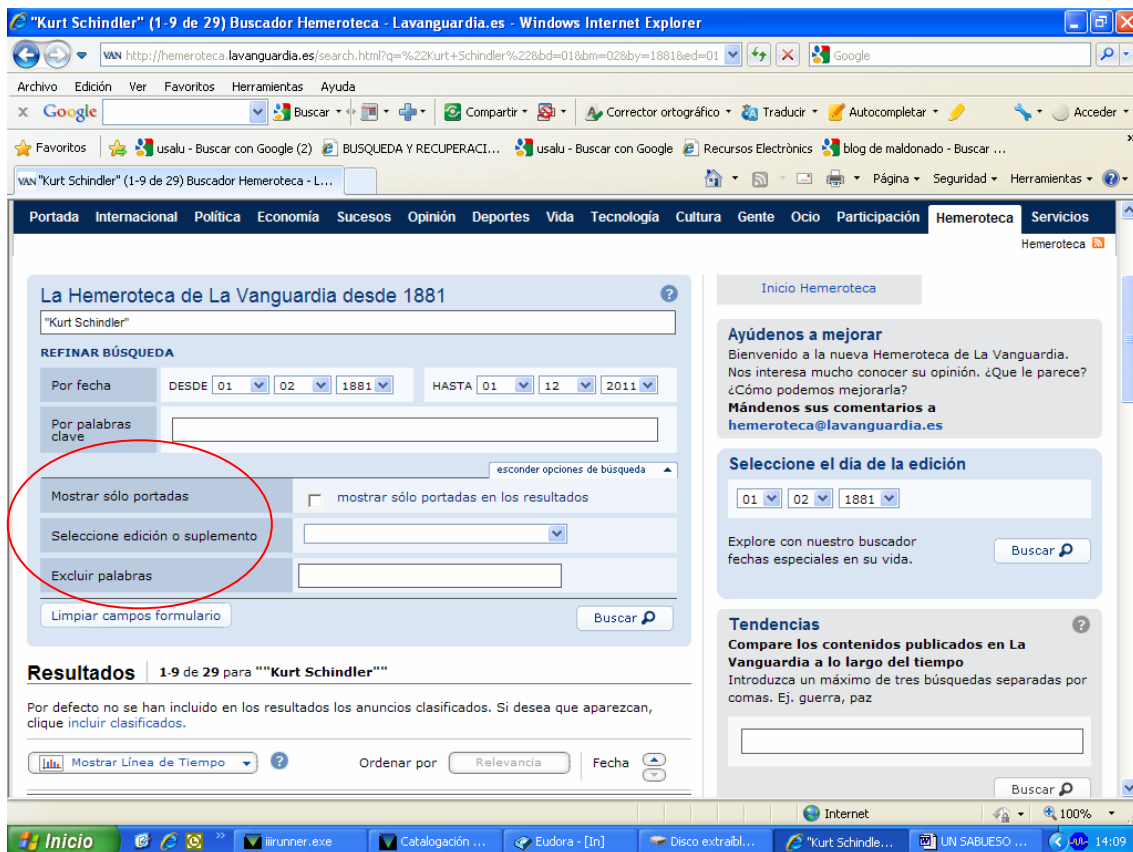 "Kurt Schindler" (1-9 de 29) Buscador Hemeroteca - Lavanguardia.es - Windows Internet Explorer
VAN http://hemeroteca.lavanguardia.es/search.html?q=%22Kurt+Schindler%22&bd=01&bm=02&by=1881&ed=01 Google
Archivo Edición Ver Favoritos Herramientas Ayuda
x Google Buscar Compartir Corrector ortográfico Traducir Autocompletar Acceder
Favoritos usalu - Buscar con Google (2) BUSQUEDA Y RECUPERACI... usalu - Buscar con Google Recursos Electrònics blog de maldonado - Buscar ... »
VAN "Kurt Schindler" (1-9 de 29) Buscador Hemeroteca - L... Página Seguridad Herramientas
Portada Internacional Política Economía Sucesos Opinión Deportes Vida Tecnología Cultura Gente Ocio Participación Hemeroteca Servicios
Hemeroteca
La Hemeroteca de La Vanguardia desde 1881 ?
"Kurt Schindler"
REFINAR BÚSQUEDA
Por fecha DESDE 01 02 1881 HASTA 01 12 2011
Por palabras
clave
esconder opciones de búsqueda
Mostrar sólo portadas mostrar sólo portadas en los resultados
Seleccione edición o suplemento
Excluir palabras
Limpiar campos formulario Buscar
Resultados 1-9 de 29 para ""Kurt Schindler""
Por defecto no se han incluido en los resultados los anuncios clasificados. Si desea que aparezcan,
clique incluir clasificados.
Mostrar Línea de Tiempo ? Ordenar por Relevancia Fecha
Inicio Hemeroteca
Ayúdenos a mejorar
Bienvenido a la nueva Hemeroteca de La Vanguardia.
Nos interesa mucho conocer su opinión. ¿Que le parece?
¿Cómo podemos mejorarla?
Mándenos sus comentarios a
hemeroteca@lavanguardia.es
Seleccione el día de la edición
01 02 1881
Explore con nuestro buscador
fechas especiales en su vida.
Buscar
Tendencias ?
Compare los contenidos publicados en La
Vanguardia a lo largo del tiempo
Introduzca un máximo de tres búsquedas separadas por
comas. Ej. guerra, paz
Buscar
Internet 100%
Inicio » iiirunner.exe Catalogación ... Eudora - [In] Disco extraíbl... "Kurt Schindle... UN SABUESO ... 14:09